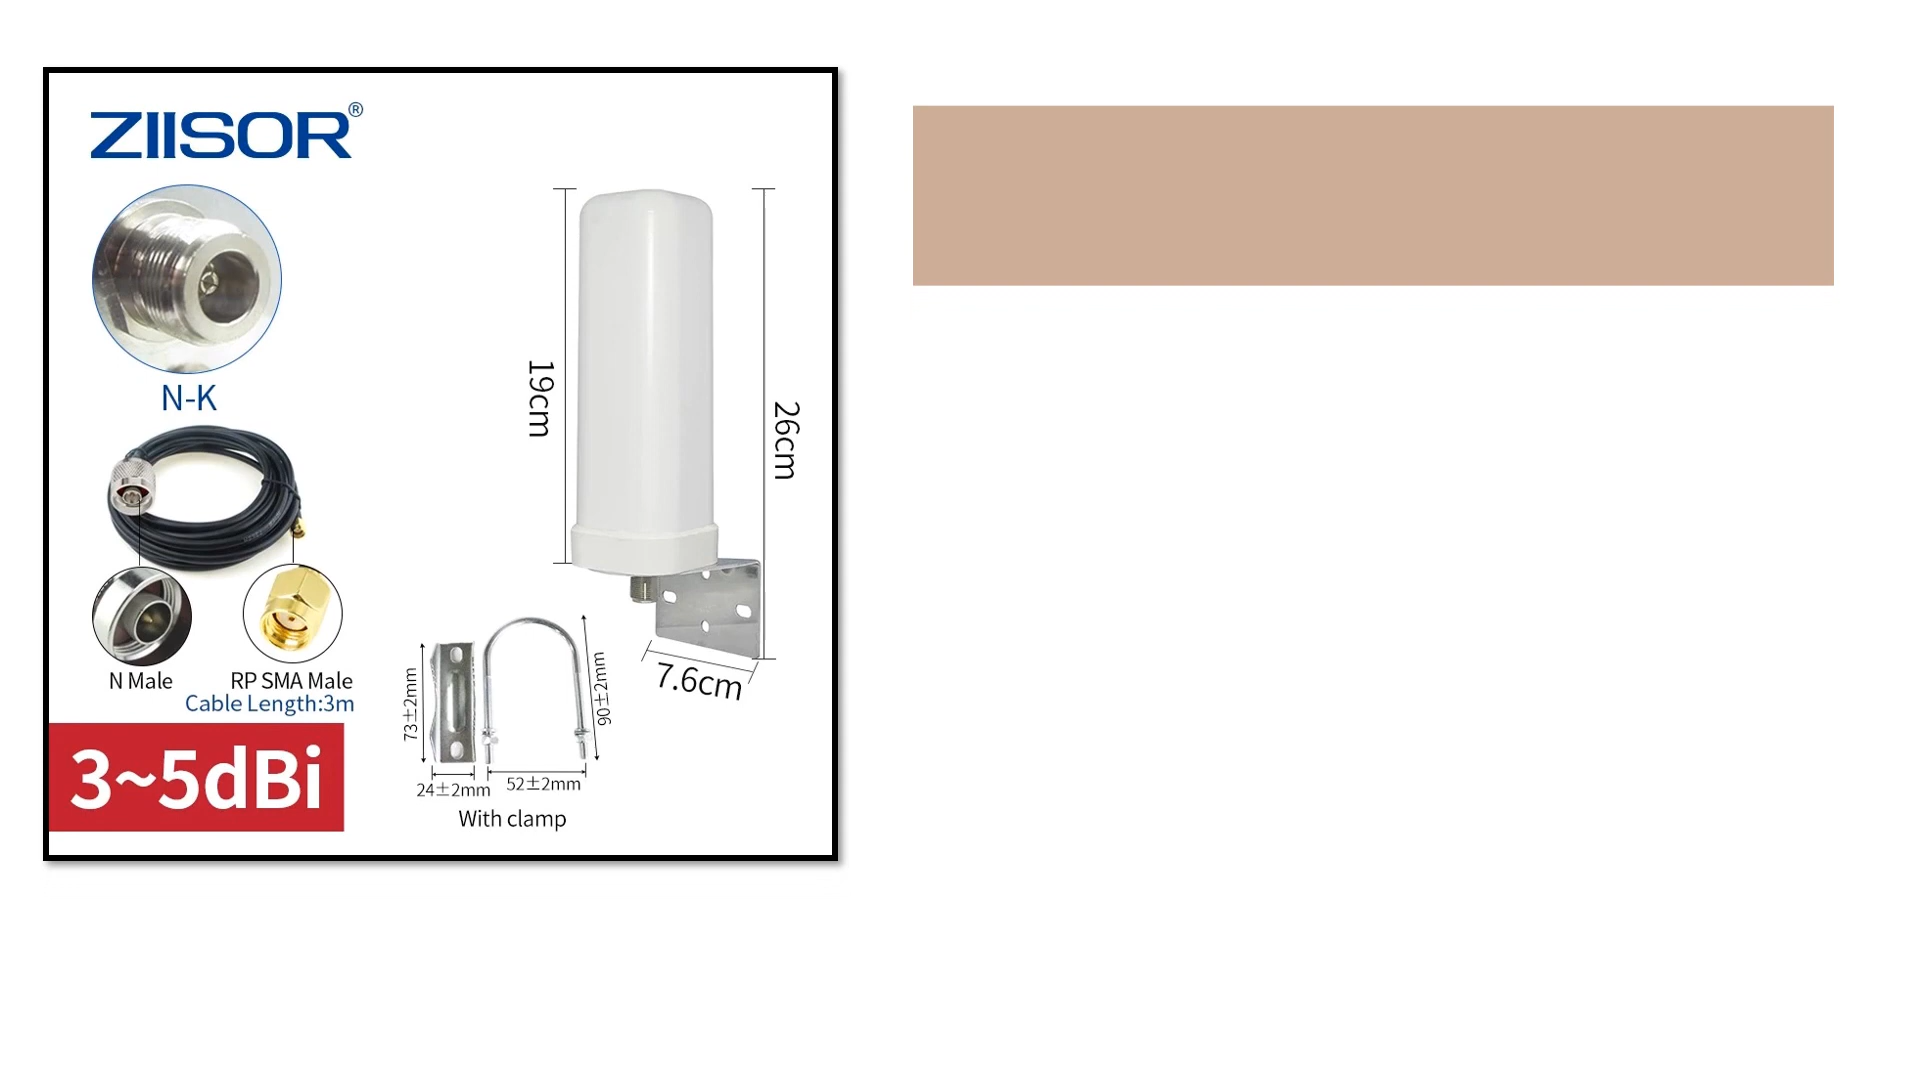 ZIISOR®
N-K
19cm
26cm
7.6cm
N Male
RP SMA Male
Cable Length:3m
3~5dBi
73±2mm
90±2mm
24±2mm
52±2mm
With clamp